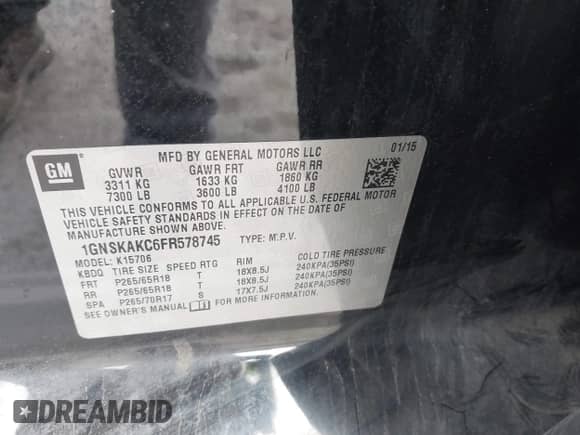 GM
MFD BY GENERAL MOTORS LLC
01/15
GVWR GAWR FRT GAWR RR
3311 KG 1633 KG 1860 KG
7300 LB 3600 LB 4100 LB
THIS VEHICLE CONFORMS TO ALL APPLICABLE U.S. FEDERAL MOTOR
VEHICLE SAFETY STANDARDS IN EFFECT ON THE DATE OF
MANUFACTURE SHOWN ABOVE.
1GNSKAKC6FR578745 TYPE: M.P.V.
MODEL: K15706
KBDQ TIRE SIZE SPEED RTG RIM COLD TIRE PRESSURE
FRT P265/65R18 T 18X8.5J 240KPA(35PSI)
RR P265/65R18 T 18X8.5J 240KPA(35PSI)
SPA P265/70R17 S 17X7.5J 240KPA(35PSI)
SEE OWNER'S MANUAL FOR MORE INFORMATION.
DREAMBID